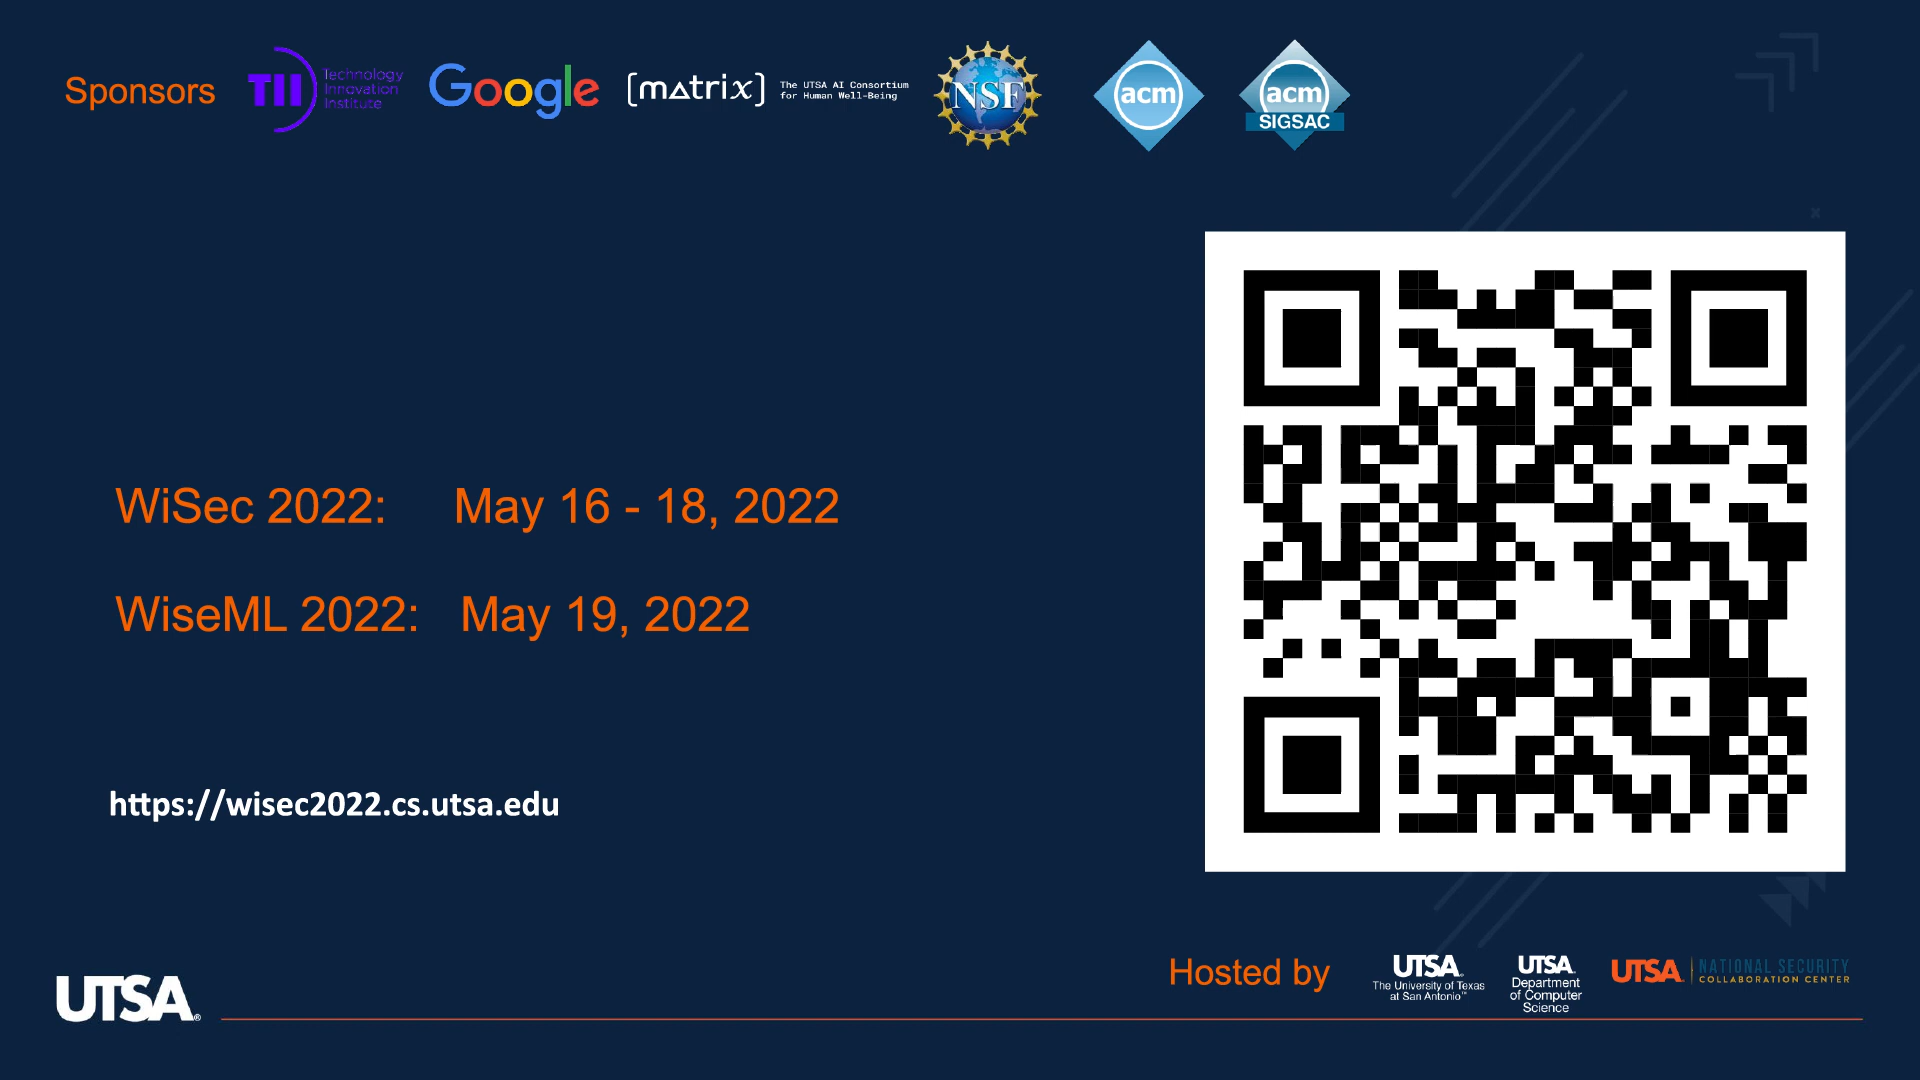 Sponsors
TII Technology
Innovation
Institute
Google
[matrix] The UTSA AI Consortium
for Human Well-Being
NSF
acm
acm
SIGSAC
WiSec 2022: May 16 - 18, 2022
WiseML 2022: May 19, 2022
https://wisec2022.cs.utsa.edu
Hosted by
UTSA.
The University of Texas
at San Antonio™
UTSA.
Department
of Computer
Science
UTSA. NATIONAL SECURITY
COLLABORATION CENTER
UTSA®